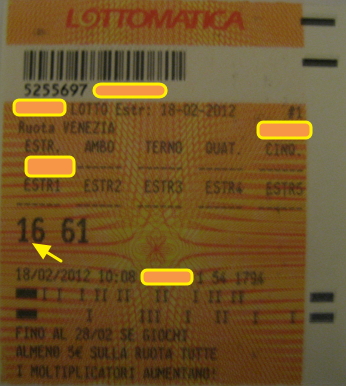 LOTTOMATICA
5255697
LOTTO Estr: 18-02-2012 #1
Ruota VENEZIA
ESTR. AMBO TERNO QUAT. CINQ.
ESTR1 ESTR2 ESTR3 ESTR4 ESTR5
16 61
18/02/2012 10:08 1 54 1794
FINO AL 28/02 SE GIOCHI
ALMENO 5€ SULLA RUOTA TUTTE
I MOLTIPLICATORI AUMENTANO!